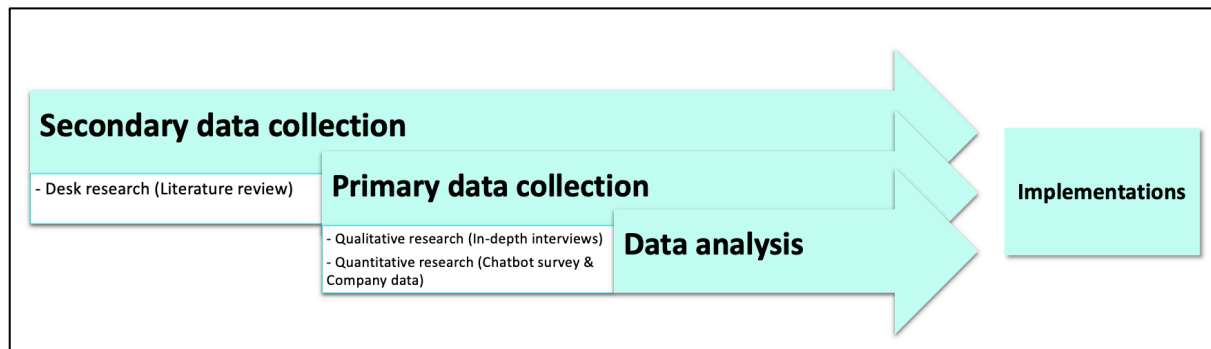 Secondary data collection
- Desk research (Literature review)
Primary data collection
- Qualitative research (In-depth interviews)
- Quantitative research (Chatbot survey &
Company data)
Data analysis
Implementations